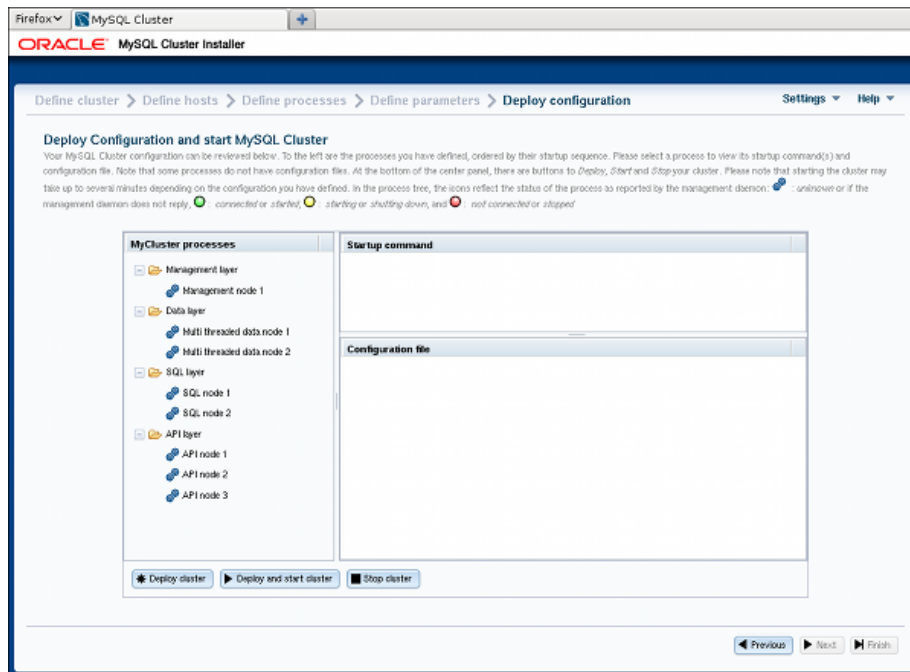 Firefox
MySQL Cluster
ORACLE MySQL Cluster Installer
Define cluster Define hosts Define processes Define parameters Deploy configuration Settings Help
Deploy Configuration and start MySQL Cluster
Your MySQL Cluster configuration can be reviewed below. To the left are the processes you have defined, ordered by their startup sequence. Please select a process to view its startup command(s) and
configuration file. Note that some processes do not have configuration files. At the bottom of the center panel, there are buttons to Deploy, Start and Stop your cluster. Please note that starting the cluster may
take up to several minutes depending on the configuration you have defined. In the process tree, the icons reflect the status of the process as reported by the management daemon: : unknown or if the
management daemon does not reply, : connected or started, : starting or shutting down, and : not connected or stopped
MyCluster processes
Management layer
Management node 1
Data layer
Multi threaded data node 1
Multi threaded data node 2
SQL layer
SQL node 1
SQL node 2
API layer
API node 1
API node 2
API node 3
Startup command
Configuration file
Deploy cluster Deploy and start cluster Stop cluster
Previous Next Finish